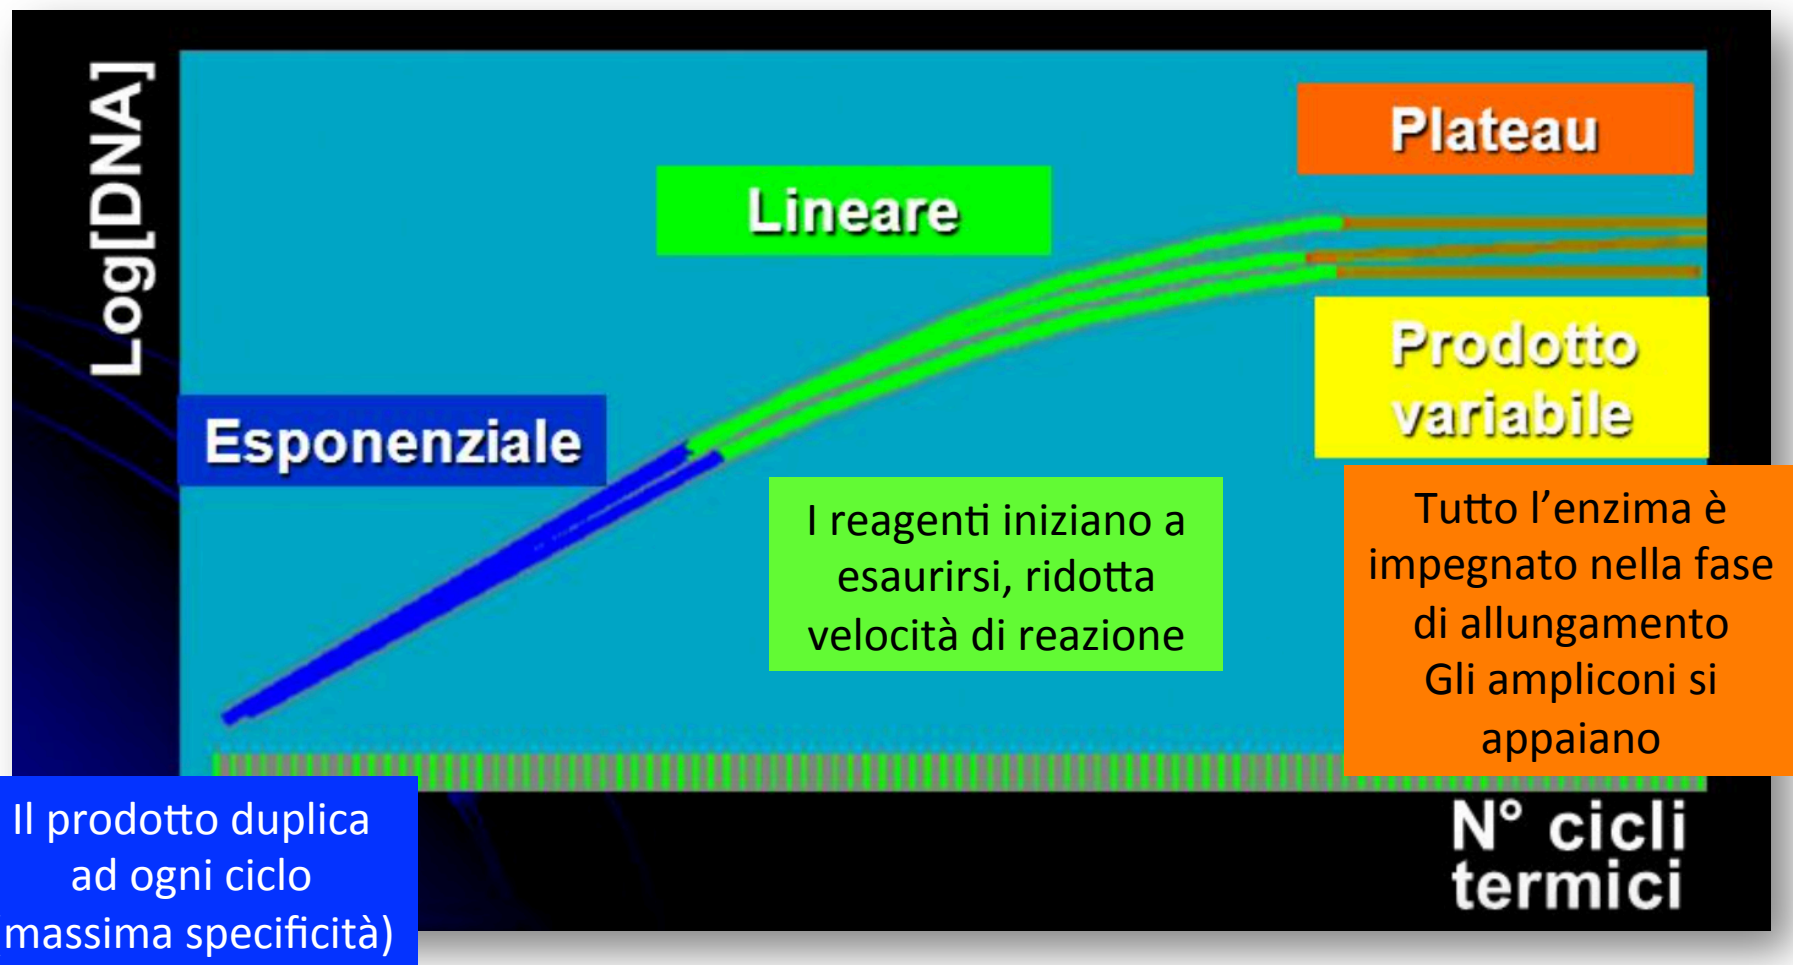 Log[DNA]
Plateau
Lineare
Prodotto
variabile
Esponenziale
I reagenti iniziano a
esaurirsi, ridotta
velocità di reazione
Tutto l’enzima è
impegnato nella fase
di allungamento
Gli ampliconi si
appaiano
Il prodotto duplica
ad ogni ciclo
massima specificità)
N° cicli
termici